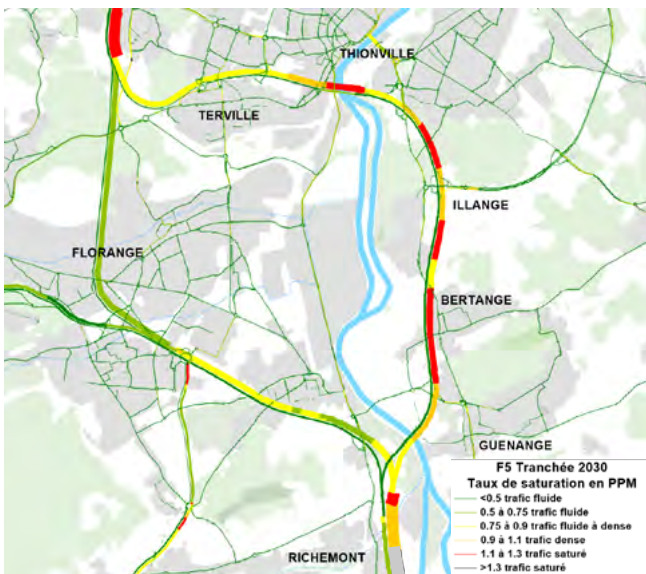 THIONVILLE
TERVILLE
ILLANGE
FLORANGE
BERTANGE
GUENANGE
RICHEMONT
F5 Tranchée 2030
Taux de saturation en PPM
<0.5 trafic fluide
0.5 à 0.75 trafic fluide
0.75 à 0.9 trafic fluide à dense
0.9 à 1.1 trafic dense
1.1 à 1.3 trafic saturé
>1.3 trafic saturé